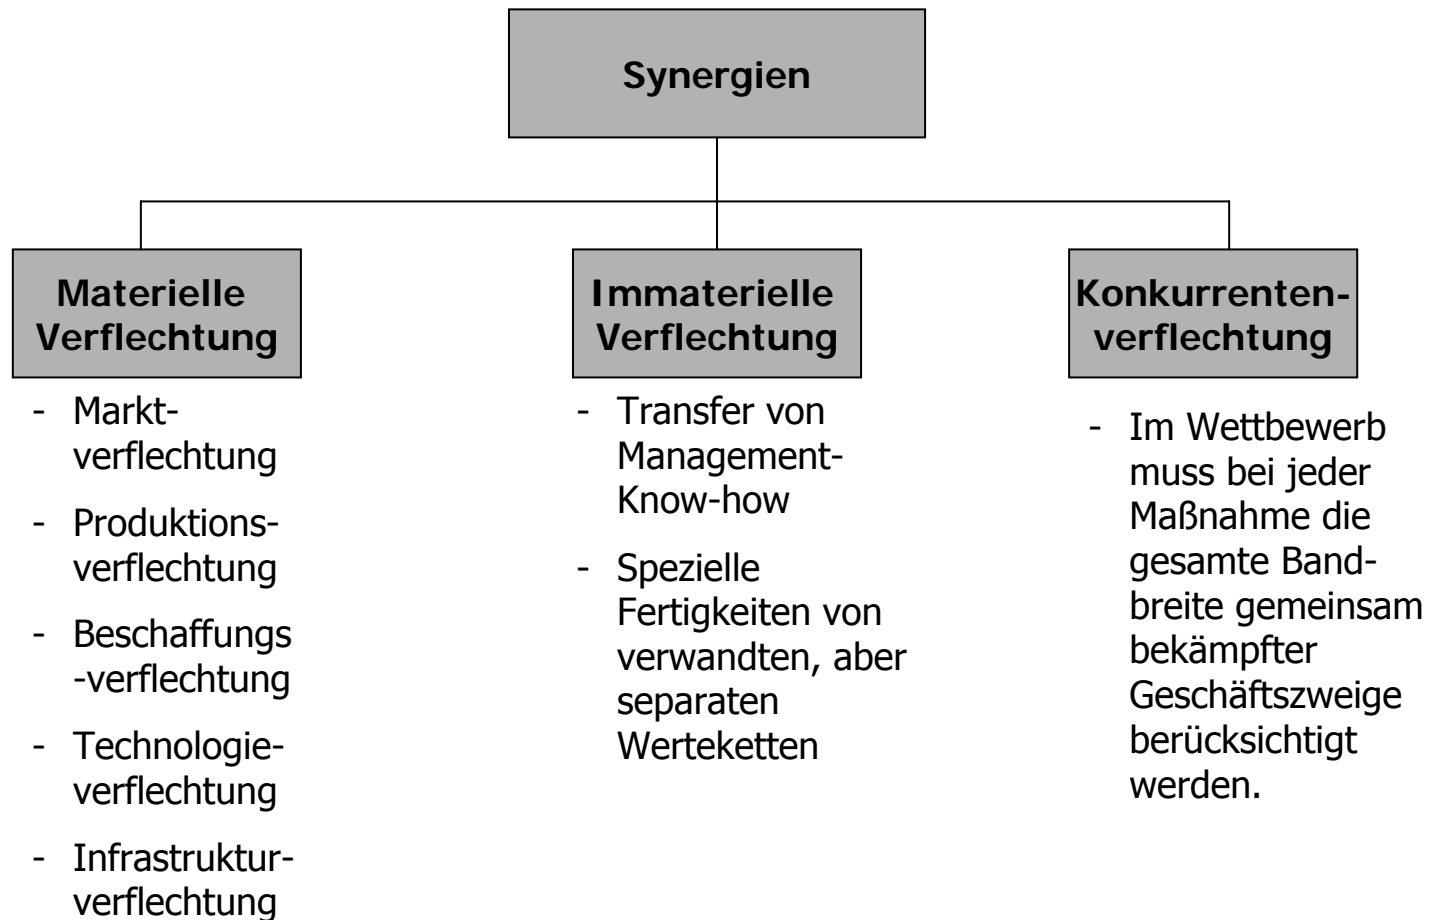 Synergien
Materielle
Verflechtung
- Markt-
verflechtung
- Produktions-
verflechtung
- Beschaffungs
-verflechtung
- Technologie-
verflechtung
- Infrastruktur-
verflechtung
Immaterielle
Verflechtung
- Transfer von
Management-
Know-how
- Spezielle
Fertigkeiten von
verwandten, aber
separaten
Werteketten
Konkurrenten-
verflechtung
- Im Wettbewerb
muss bei jeder
Maßnahme die
gesamte Band-
breite gemeinsam
bekämpfter
Geschäftszweige
berücksichtigt
werden.